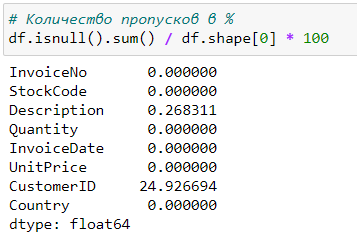 # Количество пропусков в %
df.isnull().sum() / df.shape[0] * 100
InvoiceNo 0.000000
StockCode 0.000000
Description 0.268311
Quantity 0.000000
InvoiceDate 0.000000
UnitPrice 0.000000
CustomerID 24.926694
Country 0.000000
dtype: float64